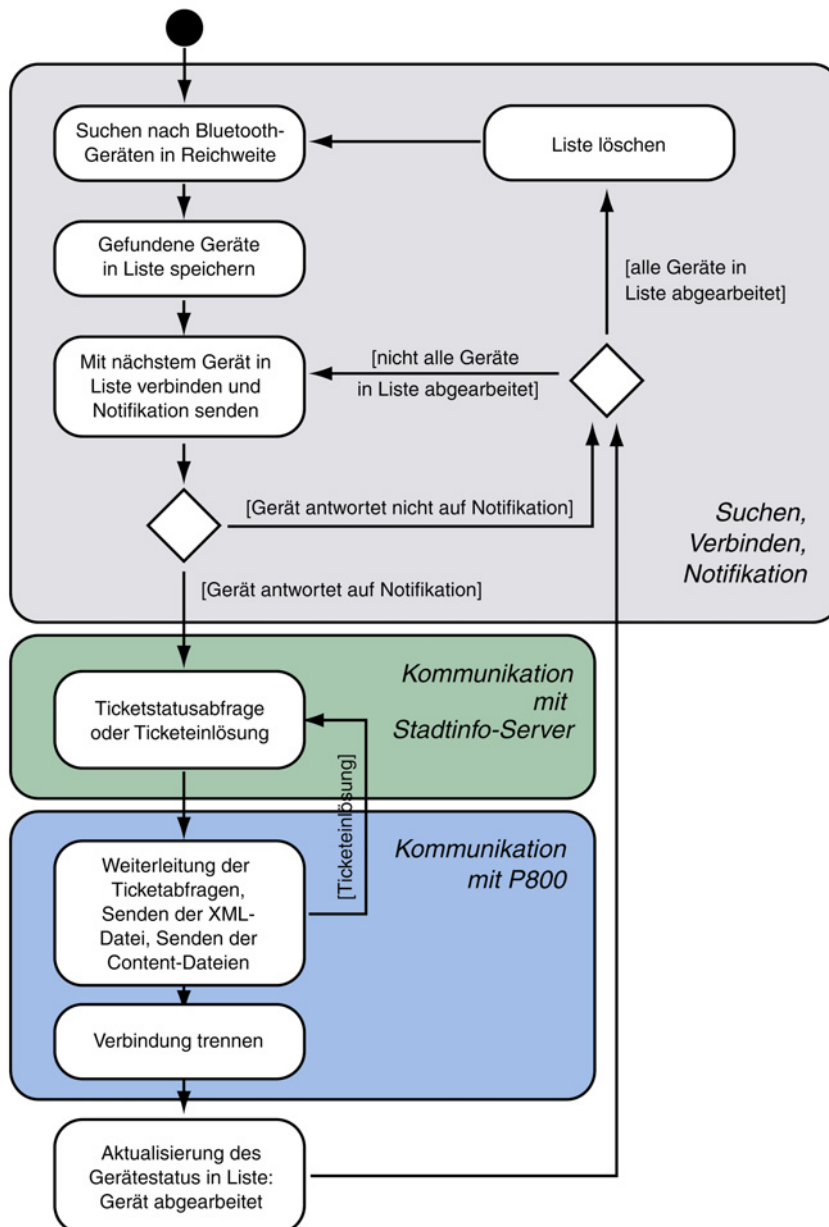 Suchen nach Bluetooth-
Geräten in Reichweite
Liste löschen
Gefundene Geräte
in Liste speichern
[alle Geräte in
Liste abgearbeitet]
Mit nächstem Gerät in
Liste verbinden und
Notifikation senden
[nicht alle Geräte
in Liste abgearbeitet]
[Gerät antwortet nicht auf Notifikation]
Suchen,
Verbinden,
Notifikation
[Gerät antwortet auf Notifikation]
Kommunikation
mit
Stadtinfo-Server
Ticketstatusabfrage
oder Ticketeinlösung
[Ticketeinlösung]
Kommunikation
mit P800
Weiterleitung der
Ticketabfragen,
Senden der XML-
Datei, Senden der
Content-Dateien
Verbindung trennen
Aktualisierung des
Gerätestatus in Liste:
Gerät abgearbeitet